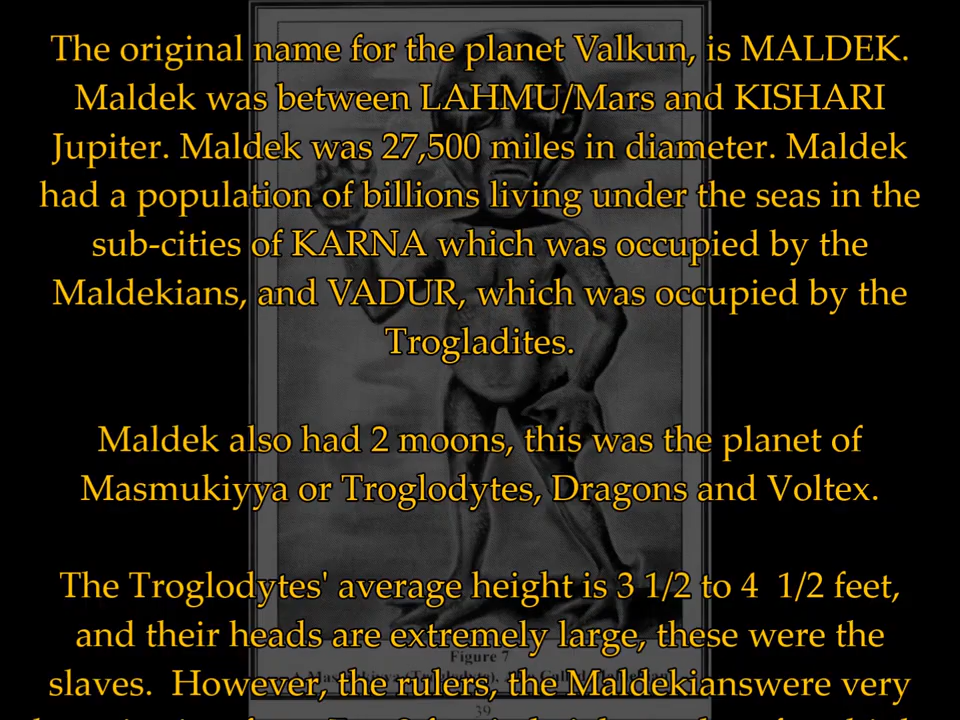 The original name for the planet Valkun, is MALDEK.
Maldek was between LAHMU/Mars and KISHARI
Jupiter. Maldek was 27,500 miles in diameter. Maldek
had a population of billions living under the seas in the
sub-cities of KARNA which was occupied by the
Maldekians, and VADUR, which was occupied by the
Trogladites.
Maldek also had 2 moons, this was the planet of
Masmukiyya or Troglodytes, Dragons and Voltex.
The Troglodytes' average height is 3 1/2 to 4 1/2 feet,
and their heads are extremely large, these were the
Figure 7
slaves. However, the rulers, the Maldekianswere very
39